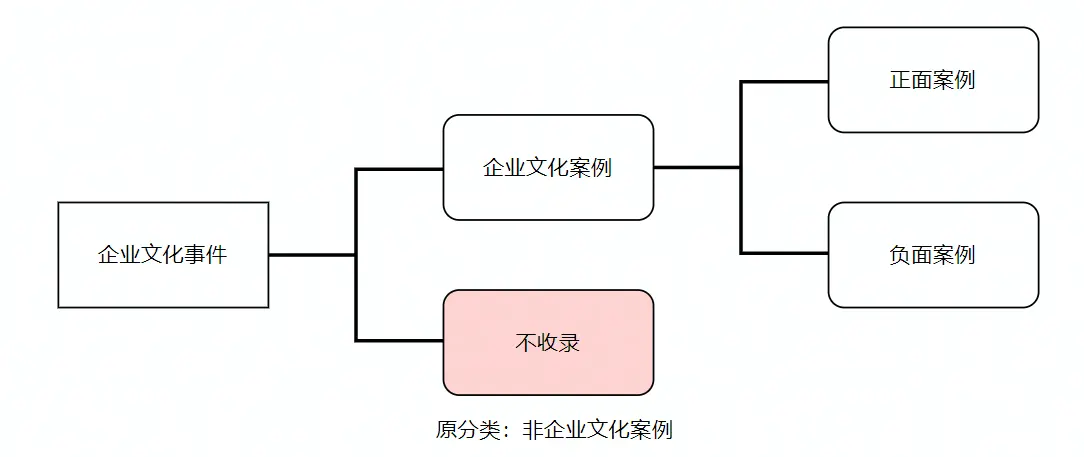 正面案例
企业文化案例
企业文化事件
负面案例
不收录
原分类：非企业文化案例